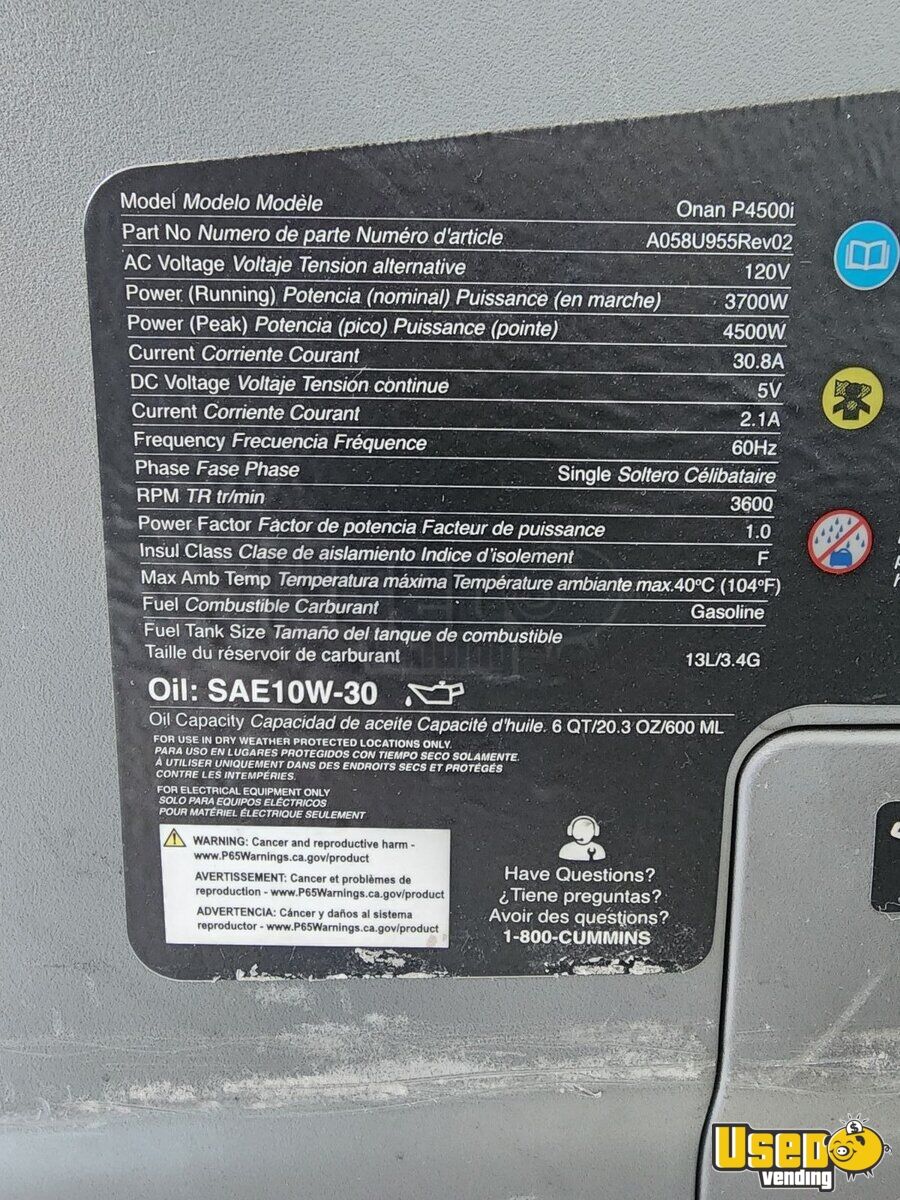 Model Modelo Modèle Onan P4500i
Part No Numero de parte Numéro d'article A058U955Rev02
AC Voltage Voltaje Tension alternative 120V
Power (Running) Potencia (nominal) Puissance (en marche) 3700W
Power (Peak) Potencia (pico) Puissance (pointe) 4500W
Current Corriente Courant 30.8A
DC Voltage Voltaje Tension continue 5V
Current Corriente Courant 2.1A
Frequency Frecuencia Fréquence 60Hz
Phase Fase Phase Single Soltero Célibataire
RPM TR tr/min 3600
Power Factor Factor de potencia Facteur de puissance 1.0
Insul Class Clase de aislamiento Indice d'isolement F
Max Amb Temp Temperatura máxima Température ambiante max. 40°C (104°F)
Fuel Combustible Carburant Gasoline
Fuel Tank Size Tamaño del tanque de combustible
Taille du réservoir de carburant 13L/3.4G
Oil: SAE10W-30
Oil Capacity Capacidad de aceite Capacité d'huile. 6 QT/20.3 OZ/600 ML
FOR USE IN DRY WEATHER PROTECTED LOCATIONS ONLY.
PARA USO EN LUGARES PROTEGIDOS CON TIEMPO SECO SOLAMENTE.
À UTILISER UNIQUEMENT DANS DES ENDROITS SECS ET PROTÉGÉS
CONTRE LES INTEMPÉRIES.
FOR ELECTRICAL EQUIPMENT ONLY
SOLO PARA EQUIPOS ELÉCTRICOS
POUR MATÉRIEL ÉLECTRIQUE SEULEMENT
WARNING: Cancer and reproductive harm -
www.P65Warnings.ca.gov/product
AVERTISSEMENT: Cancer et problèmes de
reproduction - www.P65Warnings.ca.gov/product
ADVERTENCIA: Cáncer y daños al sistema
reproductor - www.P65Warnings.ca.gov/product
Have Questions?
¿Tiene preguntas?
Avoir des questions?
1-800-CUMMINS
Used
vending